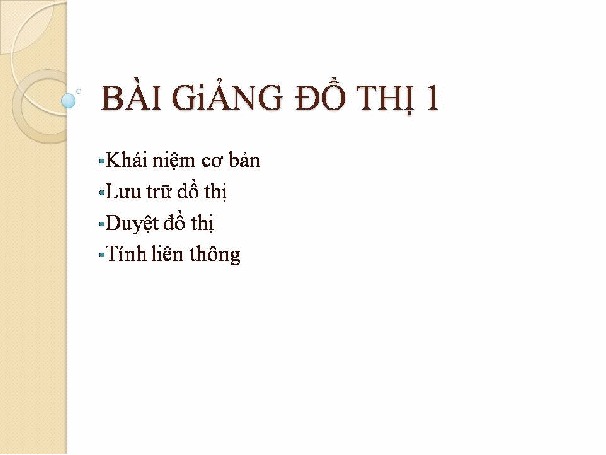 BÀI GiẢNG ĐỒ THỊ 1
Khái niệm cơ bản
Lưu trữ đồ thị
Duyệt đồ thị
Tính liên thông